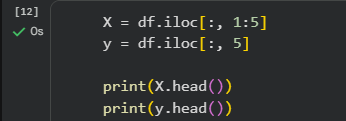 [12]
0s
X = df.iloc[:, 1:5]
y = df.iloc[:, 5]
print(X.head())
print(y.head())